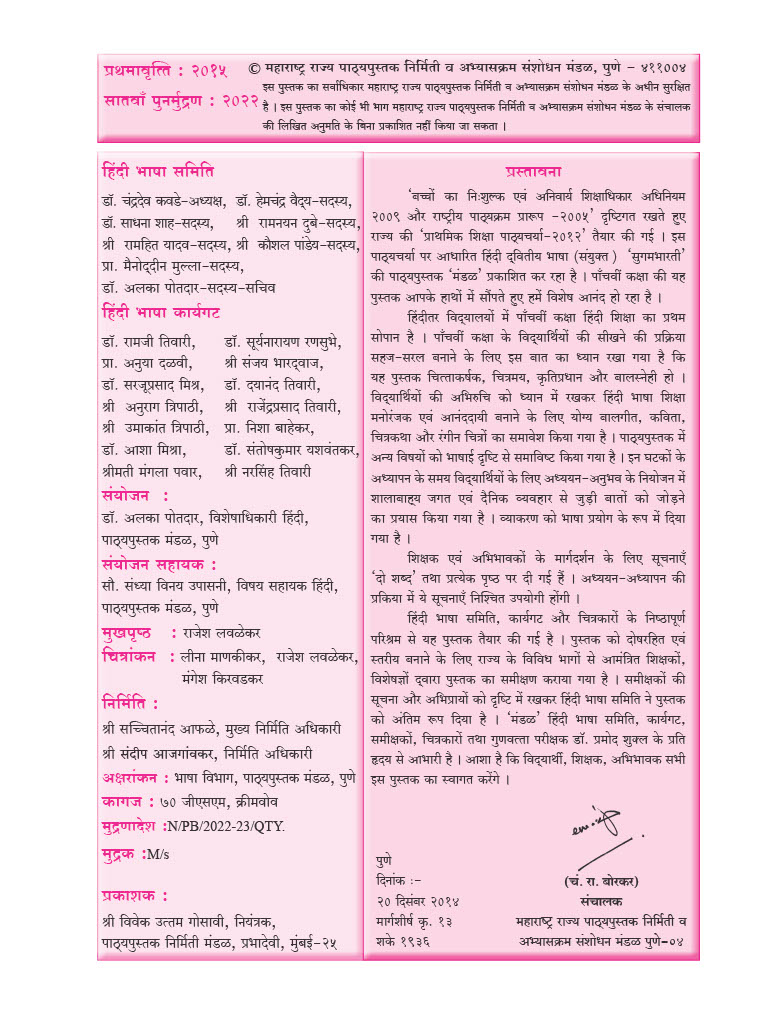 प्रथमावृत्ति : २०१५
सातवाँ पुनर्मुद्रण : २०२२
© महाराष्ट्र राज्य पाठ्यपुस्तक निर्मिती व अभ्यासक्रम संशोधन मंडळ, पुणे – ४११००४
इस पुस्तक का सर्वाधिकार महाराष्ट्र राज्य पाठ्यपुस्तक निर्मिती व अभ्यासक्रम संशोधन मंडळ के अधीन सुरक्षित
है । इस पुस्तक का कोई भी भाग महाराष्ट्र राज्य पाठ्यपुस्तक निर्मिती व अभ्यासक्रम संशोधन मंडळ के संचालक
की लिखित अनुमति के बिना प्रकाशित नहीं किया जा सकता ।
हिंदी भाषा समिति
डॉ. चंद्रदेव कवडे-अध्यक्ष, डॉ. हेमचंद्र वैद्य-सदस्य,
डॉ. साधना शाह-सदस्य, श्री रामनयन दुबे-सदस्य,
श्री रामहित यादव-सदस्य, श्री कौशल पांडेय-सदस्य,
प्रा. मैनोद्दीन मुल्ला-सदस्य,
डॉ. अलका पोतदार-सदस्य-सचिव
हिंदी भाषा कार्यगट
डॉ. रामजी तिवारी, डॉ. सूर्यनारायण रणसुभे,
प्रा. अनुया दळवी, श्री संजय भारद्वाज,
डॉ. सरजूप्रसाद मिश्र, डॉ. दयानंद तिवारी,
श्री अनुराग त्रिपाठी, श्री राजेंद्रप्रसाद तिवारी,
श्री उमाकांत त्रिपाठी, प्रा. निशा बाहेकर,
डॉ. आशा मिश्रा, डॉ. संतोषकुमार यशवंतकर,
श्रीमती मंगला पवार, श्री नरसिंह तिवारी
संयोजन :
डॉ. अलका पोतदार, विशेषाधिकारी हिंदी,
पाठ्यपुस्तक मंडळ, पुणे
संयोजन सहायक :
सौ. संध्या विनय उपासनी, विषय सहायक हिंदी,
पाठ्यपुस्तक मंडळ, पुणे
मुखपृष्ठ : राजेश लवळेकर
चित्रांकन : लीना माणकीकर, राजेश लवळेकर,
मंगेश किरवडकर
निर्मिति :
श्री सच्चितानंद आफळे, मुख्य निर्मिति अधिकारी
श्री संदीप आजगांवकर, निर्मिति अधिकारी
अक्षरांकन : भाषा विभाग, पाठ्यपुस्तक मंडळ, पुणे
कागज : ७० जीएसएम, क्रीमवोव
मुद्रणादेश :N/PB/2022-23/QTY.
मुद्रक :M/s
प्रकाशक :
श्री विवेक उत्तम गोसावी, नियंत्रक,
पाठ्यपुस्तक निर्मिती मंडळ, प्रभादेवी, मुंबई-२५
प्रस्तावना
‘बच्चों का निःशुल्क एवं अनिवार्य शिक्षाधिकार अधिनियम
२००९ और राष्ट्रीय पाठ्यक्रम प्रारूप -२००५’ दृष्टिगत रखते हुए
राज्य की ‘प्राथमिक शिक्षा पाठ्यचर्या-२०१२’ तैयार की गई । इस
पाठ्यचर्या पर आधारित हिंदी द्वितीय भाषा (संयुक्त ) ‘सुगमभारती’
की पाठ्यपुस्तक ‘मंडळ’ प्रकाशित कर रहा है । पाँचवीं कक्षा की यह
पुस्तक आपके हाथों में सौंपते हुए हमें विशेष आनंद हो रहा है ।
हिंदीतर विद्यालयों में पाँचवीं कक्षा हिंदी शिक्षा का प्रथम
सोपान है । पाँचवीं कक्षा के विद्यार्थियों की सीखने की प्रक्रिया
सहज-सरल बनाने के लिए इस बात का ध्यान रखा गया है कि
यह पुस्तक चित्ताकर्षक, चित्रमय, कृतिप्रधान और बालस्नेही हो ।
विद्यार्थियों की अभिरुचि को ध्यान में रखकर हिंदी भाषा शिक्षा
मनोरंजक एवं आनंददायी बनाने के लिए योग्य बालगीत, कविता,
चित्रकथा और रंगीन चित्रों का समावेश किया गया है । पाठ्यपुस्तक में
अन्य विषयों को भाषाई दृष्टि से समाविष्ट किया गया है । इन घटकों के
अध्यापन के समय विद्यार्थियों के लिए अध्ययन-अनुभव के नियोजन में
शालाबाह्य जगत एवं दैनिक व्यवहार से जुड़ी बातों को जोड़ने
का प्रयास किया गया है । व्याकरण को भाषा प्रयोग के रूप में दिया
गया है ।
शिक्षक एवं अभिभावकों के मार्गदर्शन के लिए सूचनाएँ
‘दो शब्द’ तथा प्रत्येक पृष्ठ पर दी गई हैं । अध्ययन-अध्यापन की
प्रकिया में ये सूचनाएँ निश्चित उपयोगी होंगी ।
हिंदी भाषा समिति, कार्यगट और चित्रकारों के निष्ठापूर्ण
परिश्रम से यह पुस्तक तैयार की गई है । पुस्तक को दोषरहित एवं
स्तरीय बनाने के लिए राज्य के विविध भागों से आमंत्रित शिक्षकों,
विशेषज्ञों द्वारा पुस्तक का समीक्षण कराया गया है । समीक्षकों की
सूचना और अभिप्रायों को दृष्टि में रखकर हिंदी भाषा समिति ने पुस्तक
को अंतिम रूप दिया है । ‘मंडळ’ हिंदी भाषा समिति, कार्यगट,
समीक्षकों, चित्रकारों तथा गुणवत्ता परीक्षक डॉ. प्रमोद शुक्ल के प्रति
हृदय से आभारी है । आशा है कि विद्यार्थी, शिक्षक, अभिभावक सभी
इस पुस्तक का स्वागत करेंगे ।
पुणे
दिनांक :-
२० दिसंबर २०१४
मार्गशीर्ष कृ. १३
शके १९३६
(चं. रा. बोरकर)
संचालक
महाराष्ट्र राज्य पाठ्यपुस्तक निर्मिती व
अभ्यासक्रम संशोधन मंडळ पुणे-०४